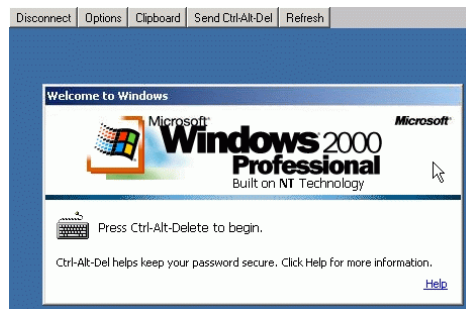 Disconnect Options Clipboard Send Ctrl-Alt-Del Refresh
Welcome to Windows
Microsoft Microsoft
Windows 2000
Professional
Built on NT Technology
Press Ctrl-Alt-Delete to begin.
Ctrl-Alt-Del helps keep your password secure. Click Help for more information.
Help